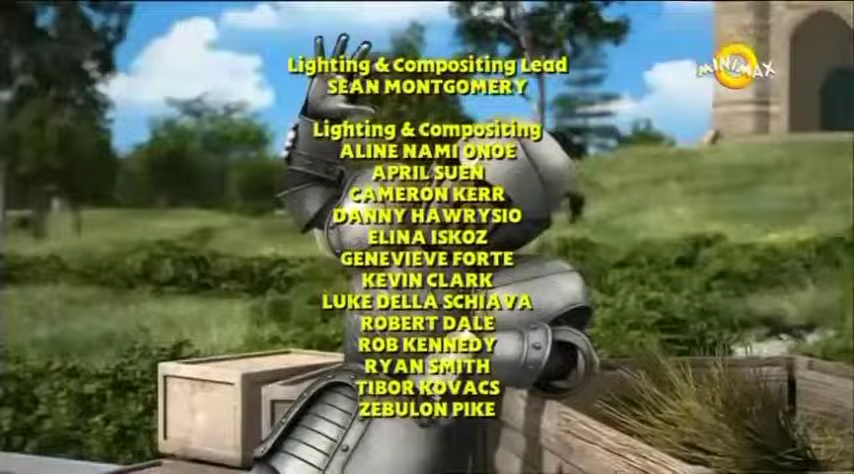 Lighting & Compositing Lead
SEAN MONTGOMERY
MINIMAX
Lighting & Compositing
ALINE NAMI ONOE
APRIL SUEN
CAMERON KERR
DANNY HAWRYSIO
ELINA ISKOZ
GENEVIEVE FORTE
KEVIN CLARK
LUKE DELLA SCHIAVA
ROBERT DALE
ROB KENNEDY
RYAN SMITH
TIBOR KOVACS
ZEBULON PIKE